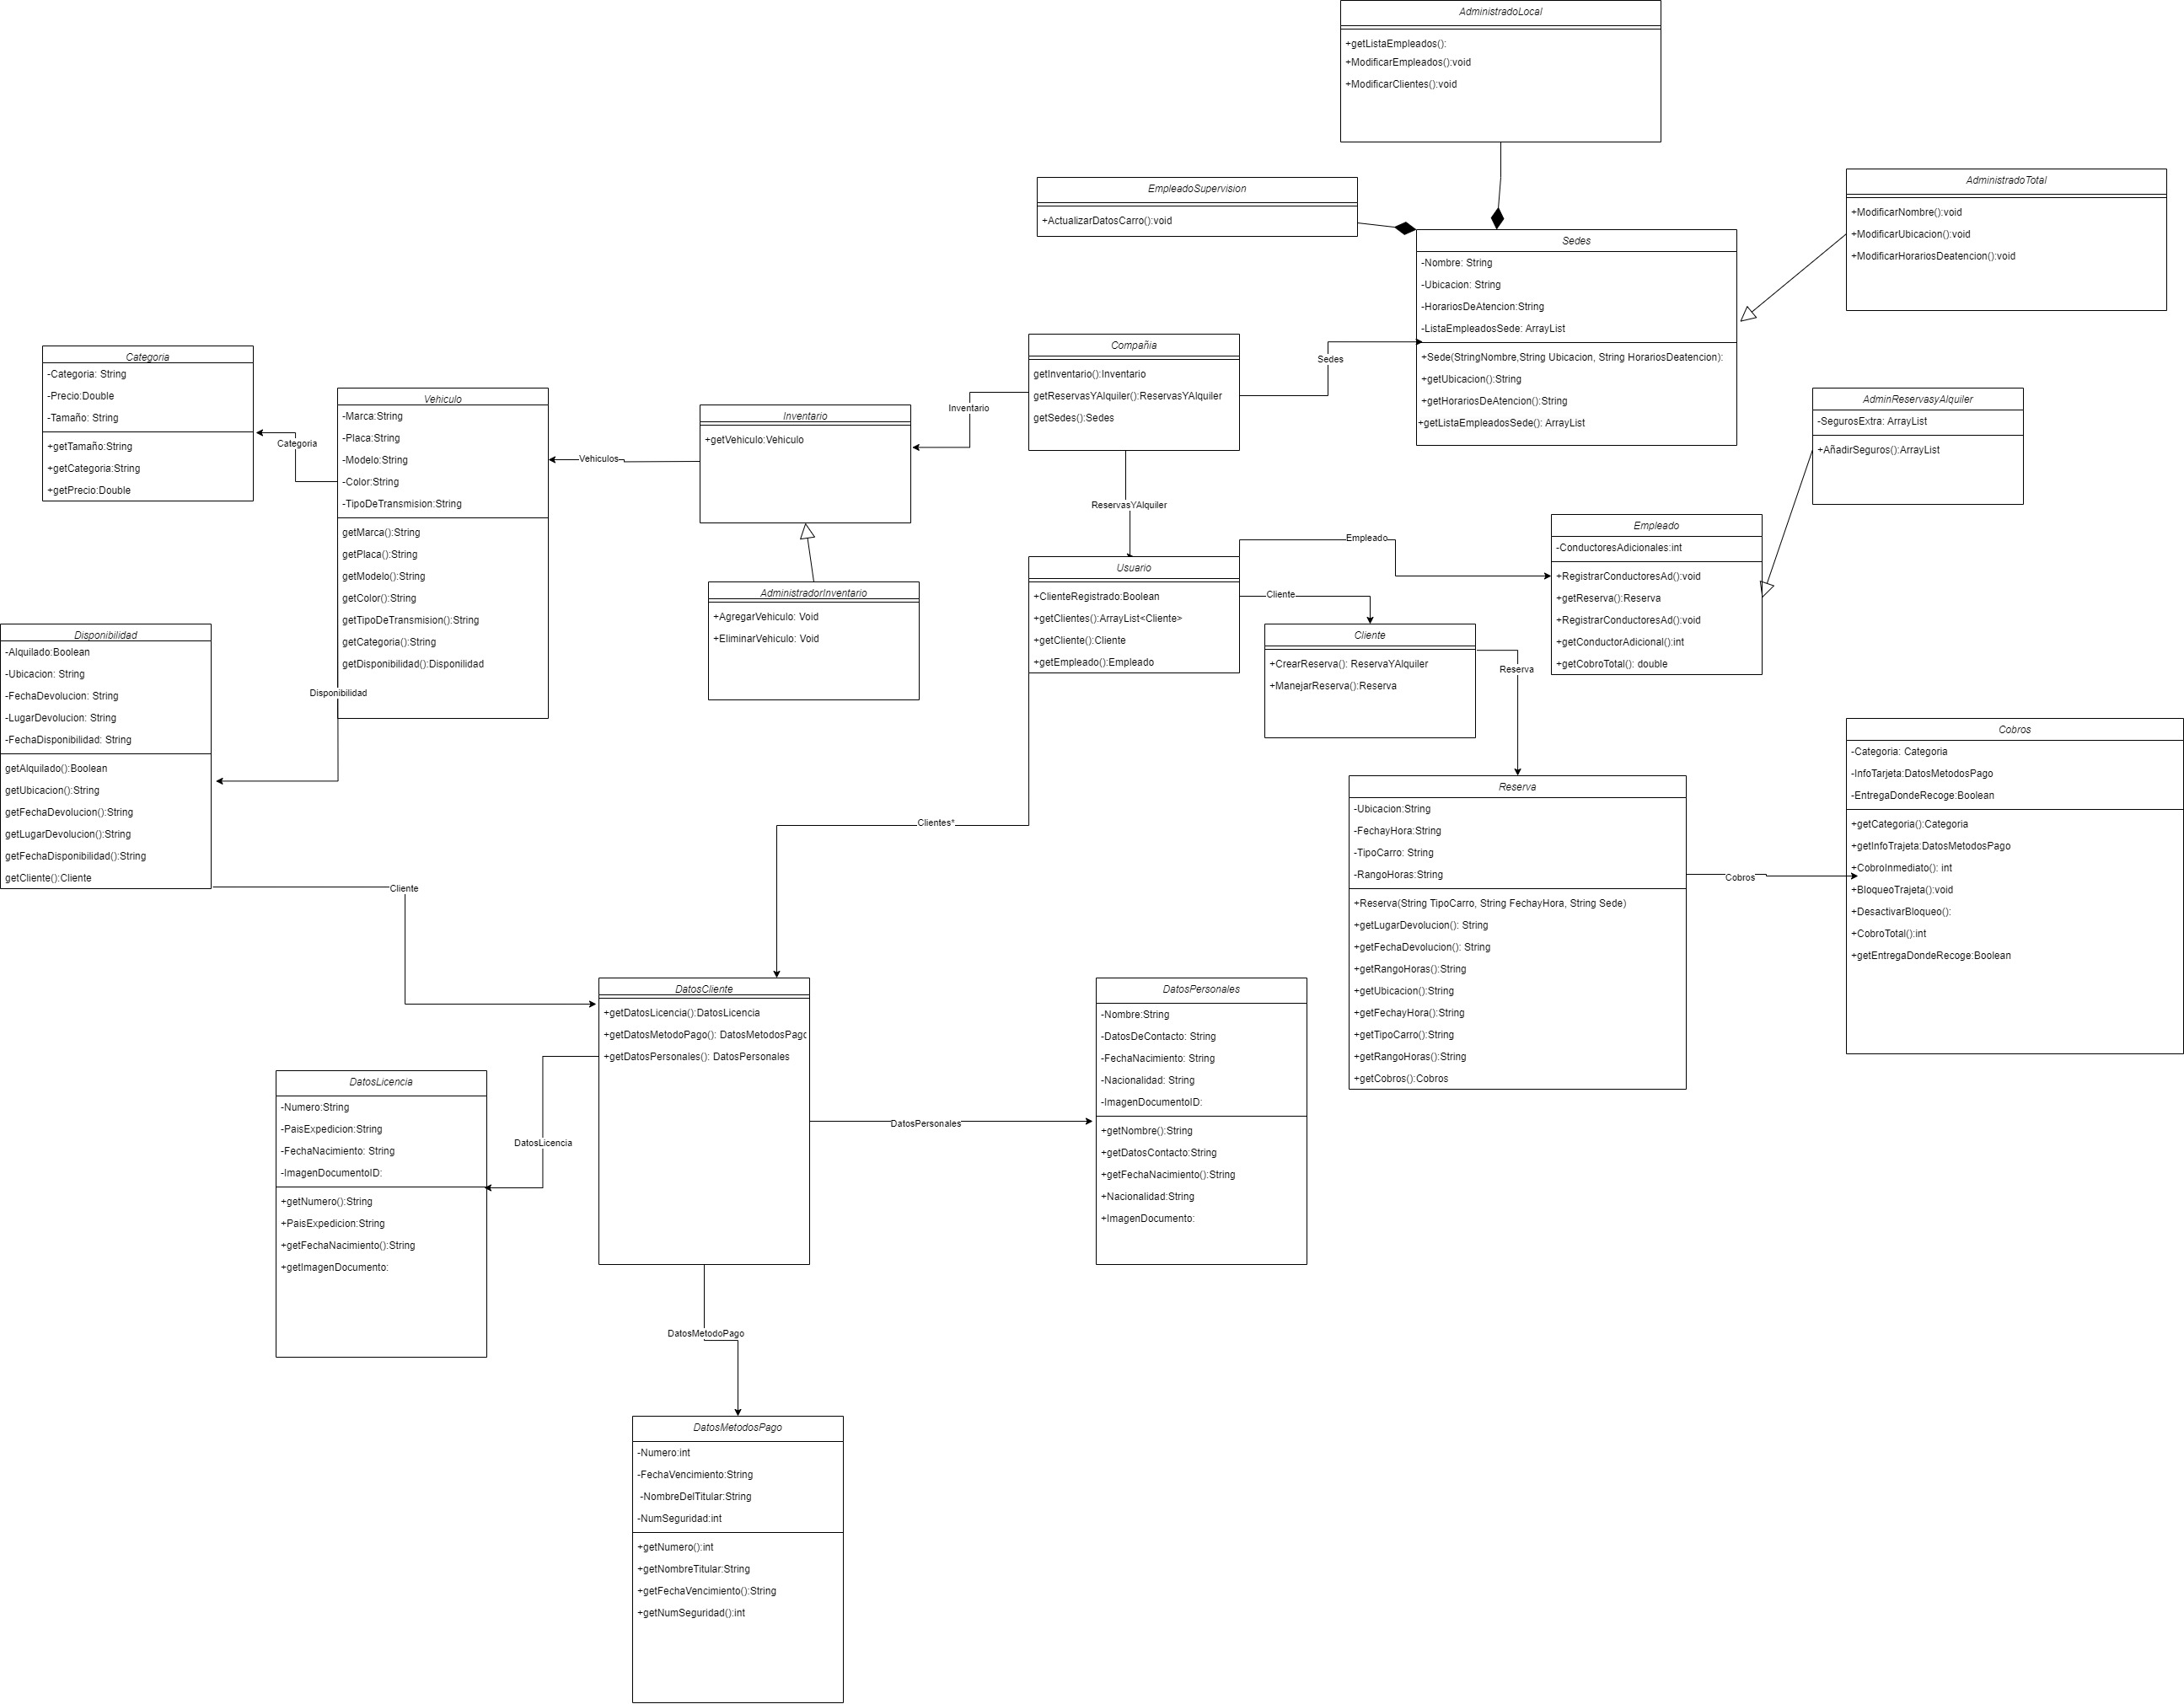 AdministradoLocal
+getListaEmpleados():
+ModificarEmpleados():void
+ModificarClientes():void
EmpleadoSupervision
+ActualizarDatosCarro():void
AdministradoTotal
+ModificarNombre():void
+ModificarUbicacion():void
+ModificarHorariosDeatencion():void
Sedes
-Nombre: String
-Ubicacion: String
-HorariosDeAtencion:String
-ListaEmpleadosSede: ArrayList
+Sede(StringNombre,String Ubicacion, String HorariosDeatencion):
+getUbicacion():String
+getHorariosDeAtencion():String
+getListaEmpleadosSede(): ArrayList
Compañia
getInventario():Inventario
getReservasYAlquiler():ReservasYAlquiler
getSedes():Sedes
Sedes
Inventario
ReservasYAlquiler
Categoria
-Categoria: String
-Precio:Double
-Tamaño: String
+getTamaño:String
+getCategoria:String
+getPrecio:Double
Categoria
Vehiculo
-Marca:String
-Placa:String
-Modelo:String
-Color:String
-TipoDeTransmision:String
getMarca():String
getPlaca():String
getModelo():String
getColor():String
getTipoDeTransmision():String
getCategoria():String
getDisponibilidad():Disponilidad
Vehiculos
Inventario
+getVehiculo:Vehiculo
AdministradorInventario
+AgregarVehiculo: Void
+EliminarVehiculo: Void
AdminReservasyAlquiler
-SegurosExtra: ArrayList
+AñadirSeguros():ArrayList
Empleado
-ConductoresAdicionales:int
+RegistrarConductoresAd():void
+getReserva():Reserva
+RegistrarConductoresAd():void
+getConductorAdicional():int
+getCobroTotal(): double
Empleado
Usuario
+ClienteRegistrado:Boolean
+getClientes():ArrayList<Cliente>
+getCliente():Cliente
+getEmpleado():Empleado
Cliente
Cliente
+CrearReserva(): ReservaYAlquiler
+ManejarReserva():Reserva
Reserva
Disponibilidad
-Alquilado:Boolean
-Ubicacion: String
-FechaDevolucion: String
-LugarDevolucion: String
-FechaDisponibilidad: String
getAlquilado():Boolean
getUbicacion():String
getFechaDevolucion():String
getLugarDevolucion():String
getFechaDisponibilidad():String
getCliente():Cliente
Disponibilidad
Cliente
Clientes*
Reserva
-Ubicacion:String
-FechayHora:String
-TipoCarro: String
-RangoHoras:String
+Reserva(String TipoCarro, String FechayHora, String Sede)
+getLugarDevolucion(): String
+getFechaDevolucion(): String
+getRangoHoras():String
+getUbicacion():String
+getFechayHora():String
+getTipoCarro():String
+getRangoHoras():String
+getCobros():Cobros
Cobros
Cobros
-Categoria: Categoria
-InfoTarjeta:DatosMetodosPago
-EntregaDondeRecoge:Boolean
+getCategoria():Categoria
+getInfoTrajeta:DatosMetodosPago
+CobroInmediato(): int
+BloqueoTrajeta():void
+DesactivarBloqueo():
+CobroTotal():int
+getEntregaDondeRecoge:Boolean
DatosCliente
+getDatosLicencia():DatosLicencia
+getDatosMetodoPago(): DatosMetodosPago
+getDatosPersonales(): DatosPersonales
DatosPersonales
DatosPersonales
-Nombre:String
-DatosDeContacto: String
-FechaNacimiento: String
-Nacionalidad: String
-ImagenDocumentoID:
+getNombre():String
+getDatosContacto:String
+getFechaNacimiento():String
+Nacionalidad:String
+ImagenDocumento:
DatosLicencia
DatosLicencia
-Numero:String
-PaisExpedicion:String
-FechaNacimiento: String
-ImagenDocumentoID:
+getNumero():String
+PaisExpedicion:String
+getFechaNacimiento():String
+getImagenDocumento:
DatosMetodoPago
DatosMetodosPago
-Numero:int
-FechaVencimiento:String
-NombreDelTitular:String
-NumSeguridad:int
+getNumero():int
+getNombreTitular:String
+getFechaVencimiento():String
+getNumSeguridad():int